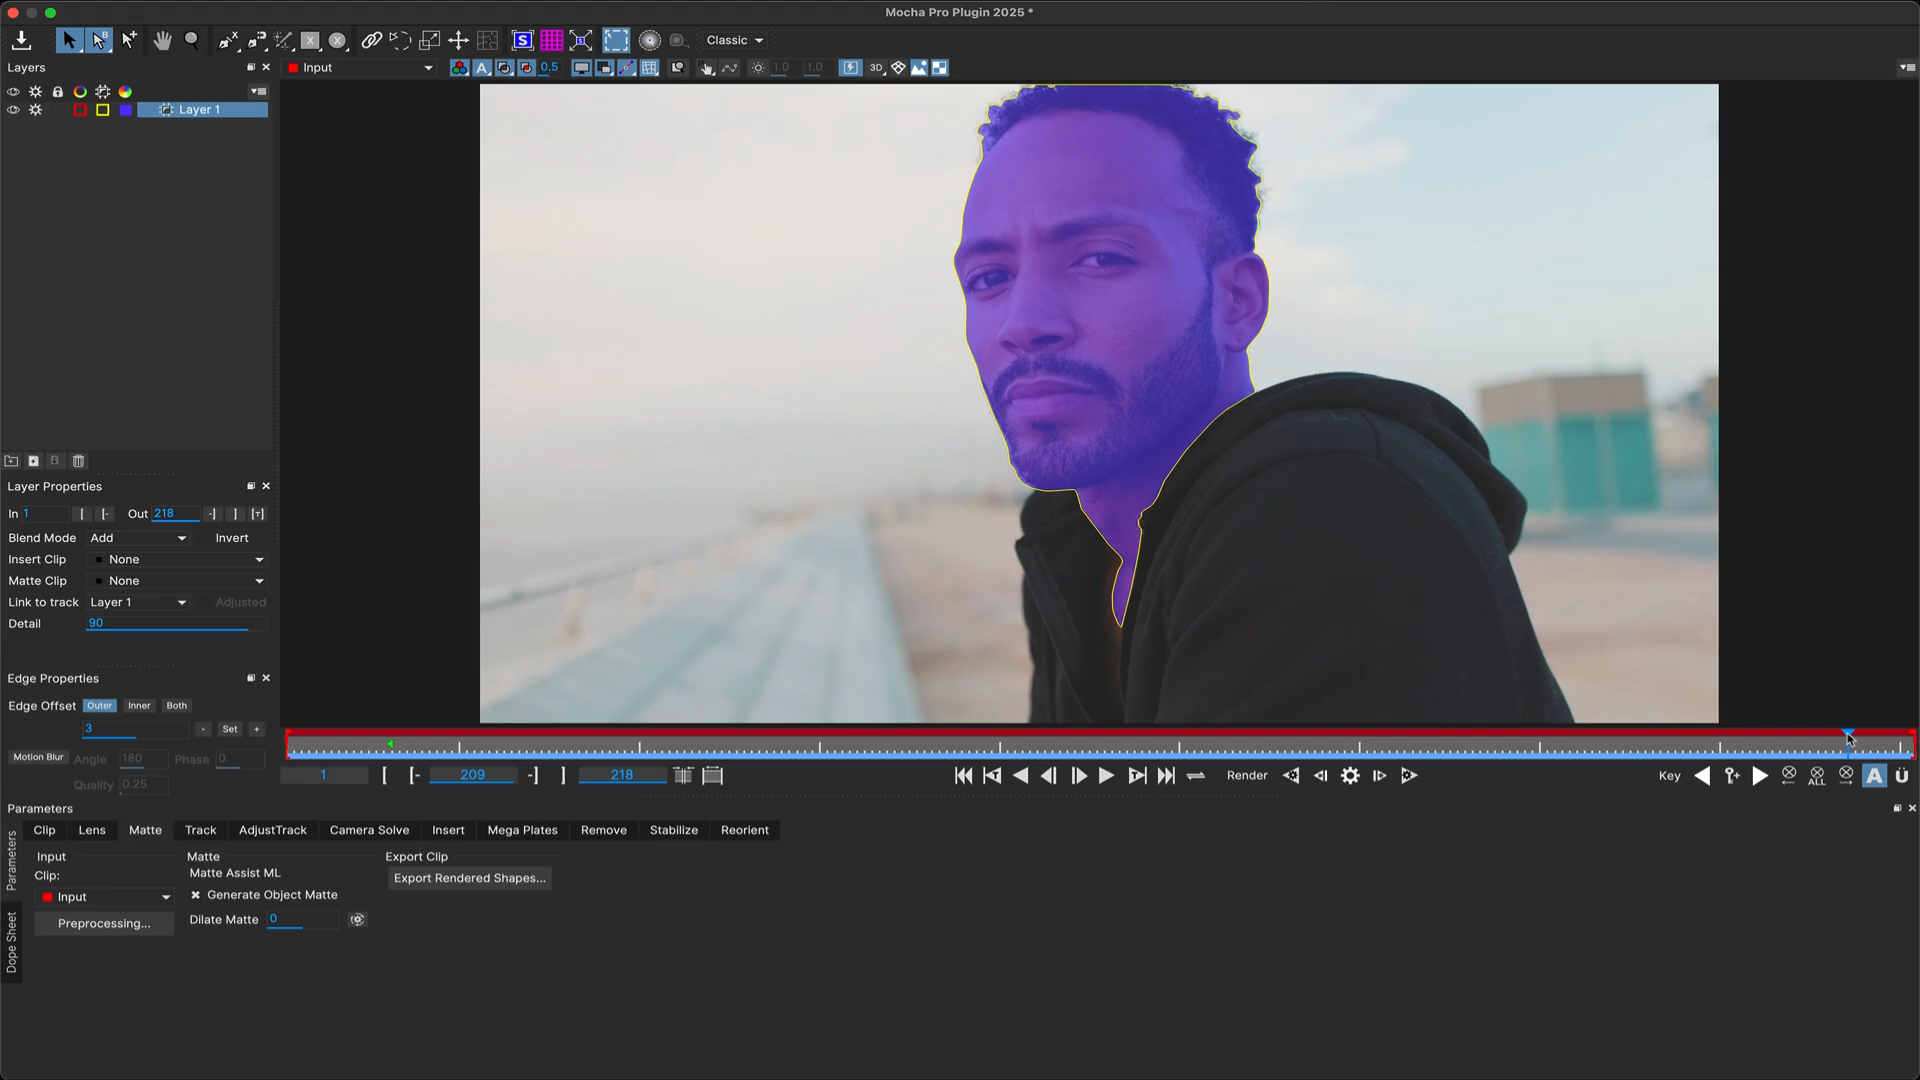 Mocha Pro Plugin 2025 *
Classic
Layers
Input
0.5
1.0
1.0
3D
Layer 1
Layer Properties
In 1
Out 218
Blend Mode Add
Invert
Insert Clip None
Matte Clip None
Link to track Layer 1
Adjusted
Detail 90
Edge Properties
Edge Offset Outer Inner Both
3
- Set +
Motion Blur Angle 180 Phase 0
Quality 0.25
1
209
218
Render
Key
ALL
A
Ü
Parameters
Clip Lens Matte Track AdjustTrack Camera Solve Insert Mega Plates Remove Stabilize Reorient
Parameters
Dope Sheet
Input
Clip:
Input
Preprocessing...
Matte
Matte Assist ML
Generate Object Matte
Dilate Matte 0
Export Clip
Export Rendered Shapes...